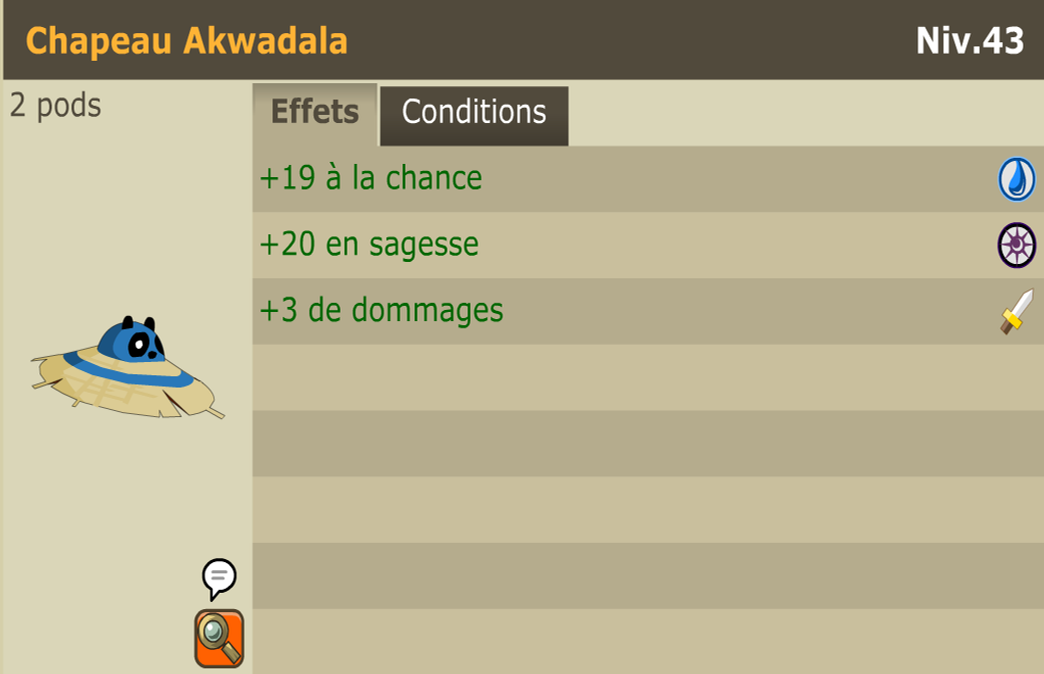 Chapeau Akwadala
Niv.43
2 pods
Effets
Conditions
+19 à la chance
+20 en sagesse
+3 de dommages